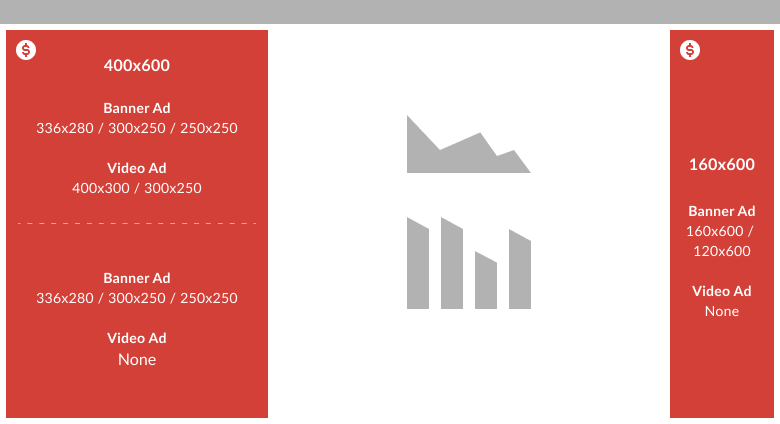 $
400x600
Banner Ad
336x280 / 300x250 / 250x250
Video Ad
400x300 / 300x250
Banner Ad
336x280 / 300x250 / 250x250
Video Ad
None
$
160x600
Banner Ad
160x600 /
120x600
Video Ad
None